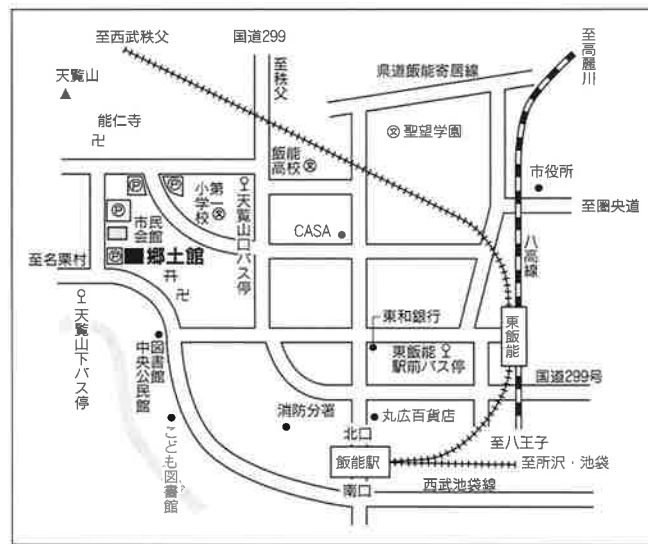 至西武秩父
国道299
至秩父
至高麗川
県道飯能寄居線
天覧山
能仁寺
卍
飯能高校
文
文聖望学園
市役所
至圏央道
八高線
P
P
P
第一小学校
文
天覧山口バス停
市民会館
CASA
P
郷土館
至名栗村
卍
天覧山下バス停
東和銀行
東飯能
東飯能駅前バス停
国道299号
図書館
中央公民館
消防分署
丸広百貨店
こども図書館
北口
飯能駅
南口
至八王子
至所沢・池袋
西武池袋線